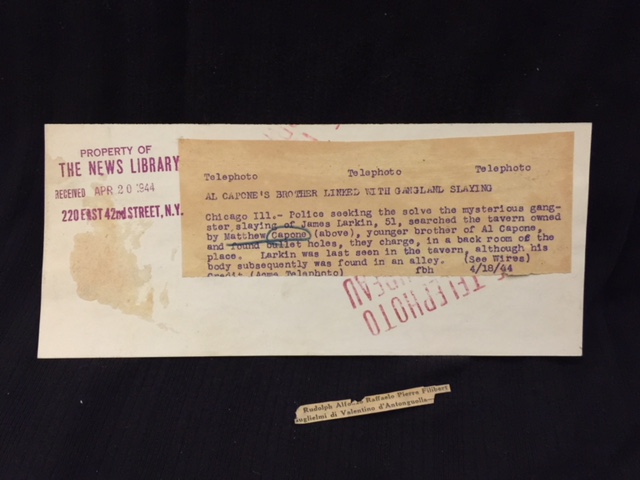 PROPERTY OF
THE NEWS LIBRARY
RECEIVED APR 20 1944
220 EAST 42nd STREET, N.Y.
Telephoto Telephoto Telephoto
AL CAPONE'S BROTHER LINKED WITH GANGLAND SLAYING
Chicago Ill.- Police seeking the solve the mysterious gang-
ster slaying of James Larkin, 51, searched the tavern owned
by Matthew Capone (above), younger brother of Al Capone,
and found bullet holes, they charge, in a back room of the
place. Larkin was last seen in the tavern, although his
body subsequently was found in an alley. (See Wires)
Credit (Acme Telephoto) fbh 4/18/44
TELEPHOTO
BUREAU
Rudolph Raffaelo Pierre Filibert
di Valentino d'Antonguolla—